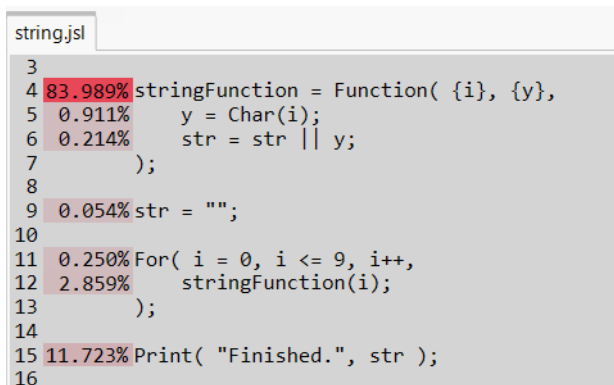 string.jsl
3
4 83.989% stringFunction = Function( {i}, {y},
5 0.911% y = Char(i);
6 0.214% str = str || y;
7 );
8
9 0.054% str = "";
10
11 0.250% For( i = 0, i <= 9, i++,
12 2.859% stringFunction(i);
13 );
14
15 11.723% Print( "Finished.", str );
16